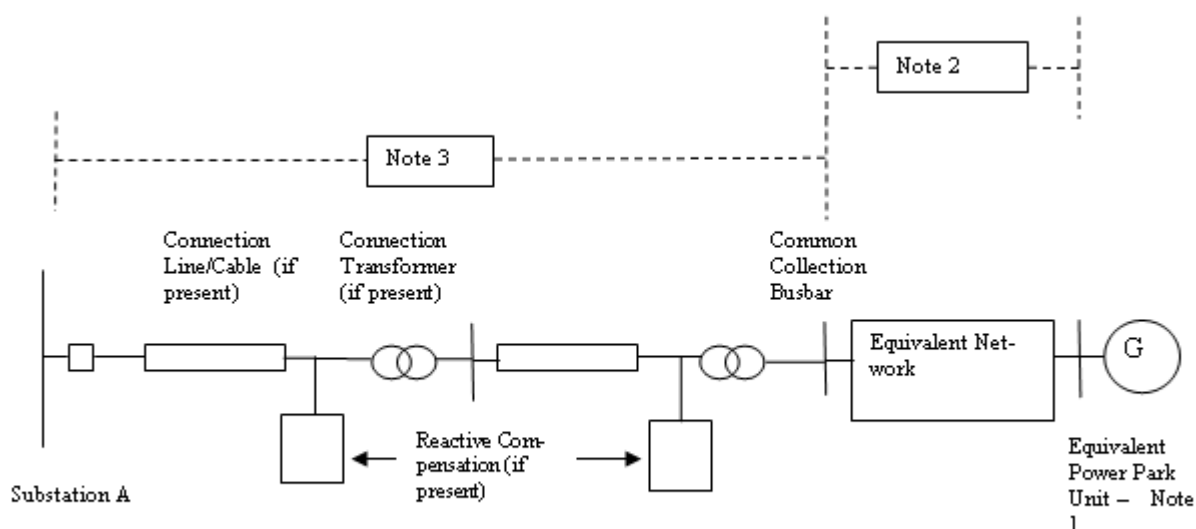 Note 2
Note 3
Connection
Line/Cable (if
present)
Connection
Transformer
(if present)
Common
Collection
Busbar
Equivalent Net-
work
G
Reactive Com-
pensation (if
present)
Substation A
Equivalent
Power Park
Unit – Note
1